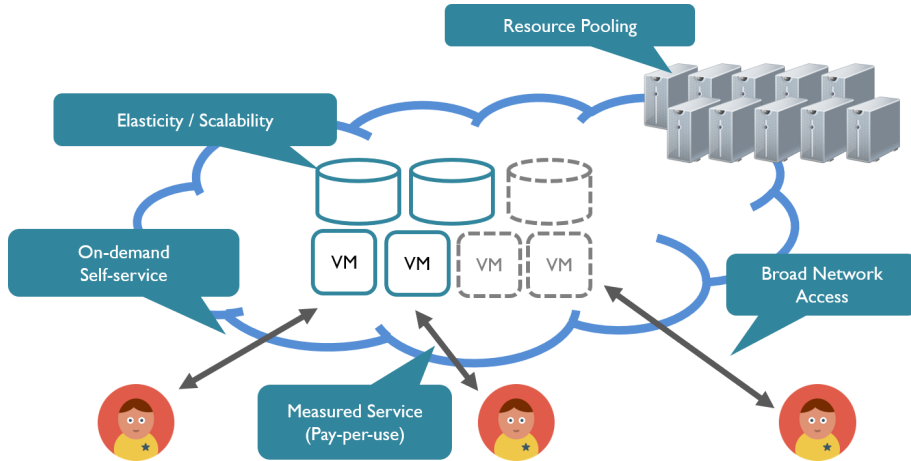 Resource Pooling
Elasticity / Scalability
VM
VM
VM
VM
On-demand
Self-service
Broad Network
Access
Measured Service
(Pay-per-use)